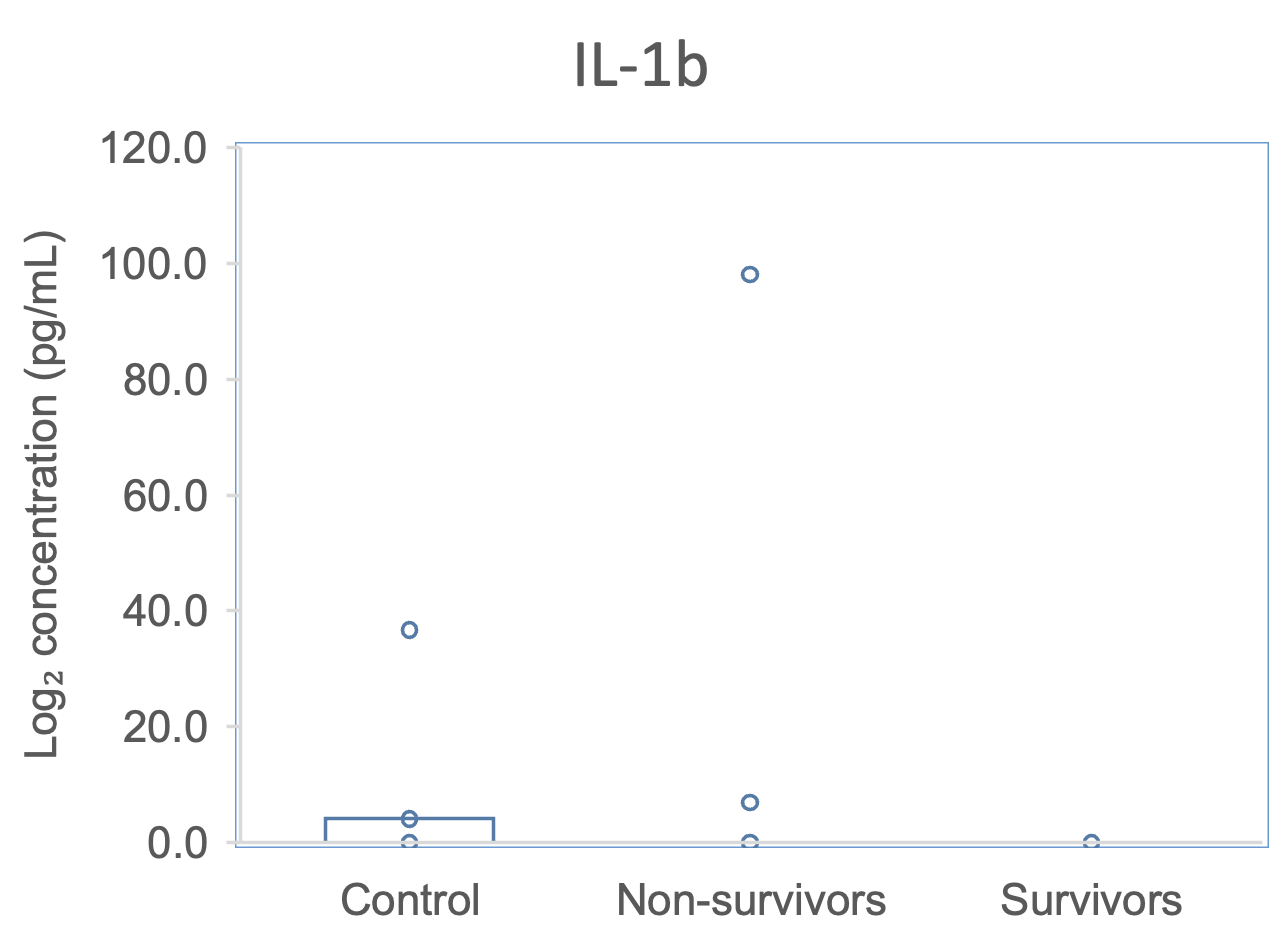 IL-1b
Log₂ concentration (pg/mL)
120.0
100.0
80.0
60.0
40.0
20.0
0.0
Control
Non-survivors
Survivors